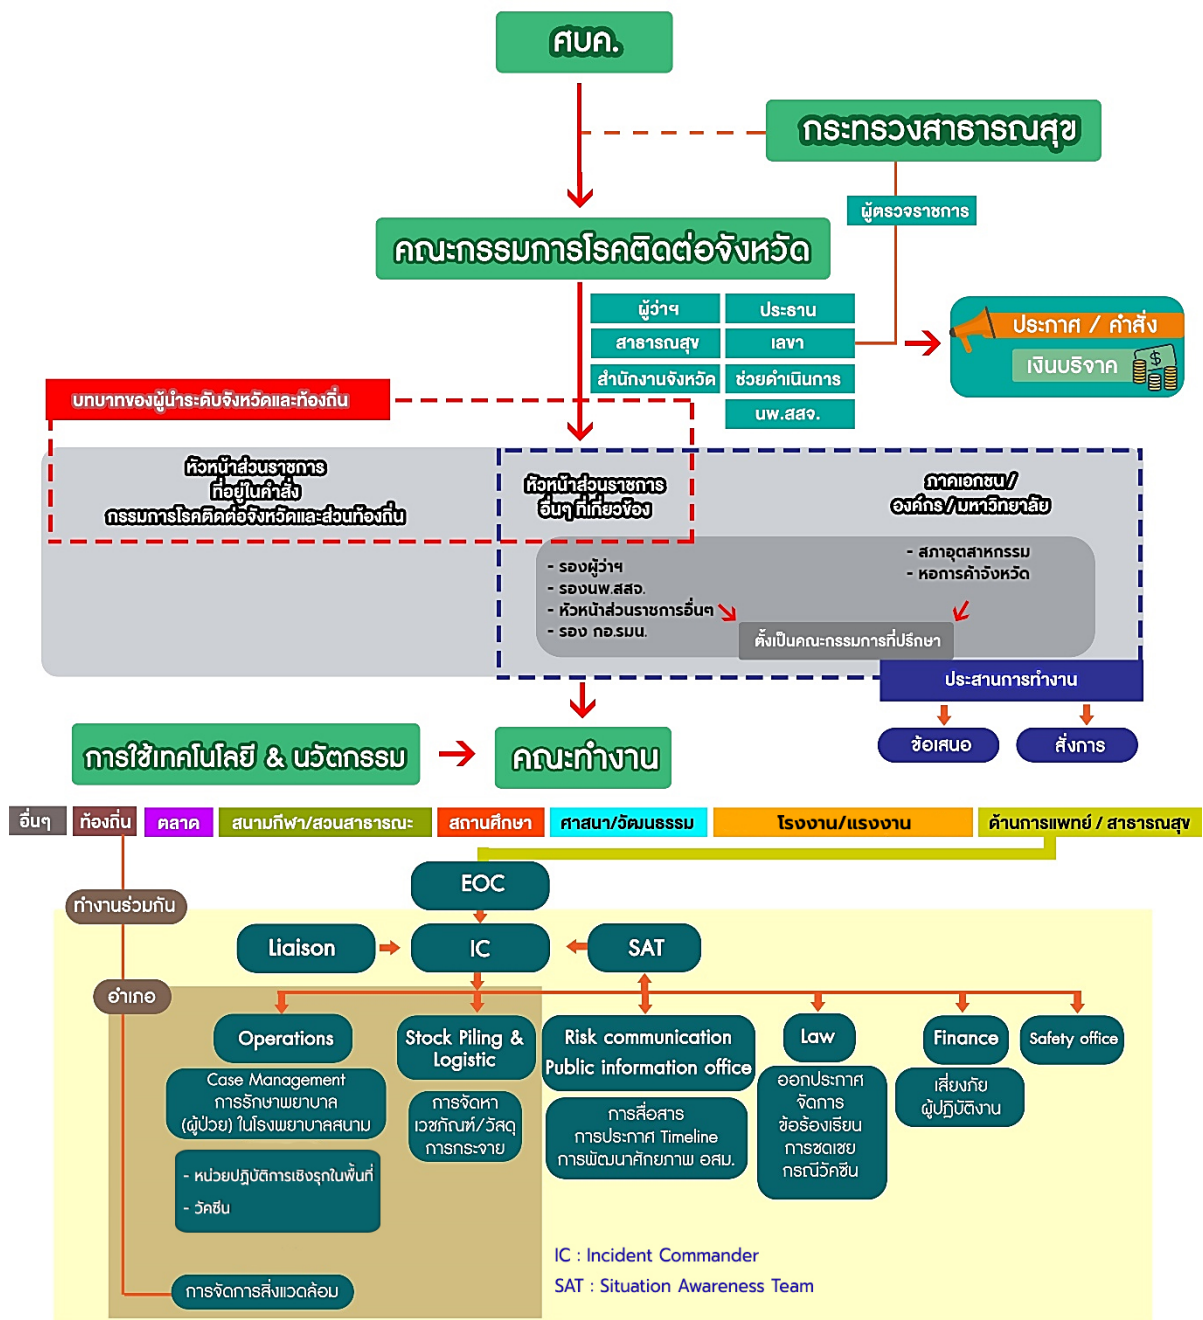 ศบค.
กระทรวงสาธารณสุข
ผู้ตรวจราชการ
คณะกรรมการโรคติดต่อจังหวัด
ผู้ว่าฯ
ประธาน
สาธารณสุข
เลขา
สำนักงานจังหวัด
ช่วยดำเนินการ
นพ.สสจ.
ประกาศ / คำสั่ง
เงินบริจาค
บทบาทของผู้นำระดับจังหวัดและท้องถิ่น
หัวหน้าส่วนราชการ
ที่อยู่ในคำสั่ง
กรรมการโรคติดต่อจังหวัดและส่วนท้องถิ่น
หัวหน้าส่วนราชการ
อื่นๆ ที่เกี่ยวข้อง
ภาคเอกชน /
องค์กร / มหาวิทยาลัย
- รองผู้ว่าฯ
- รองนพ.สสจ.
- หัวหน้าส่วนราชการอื่นๆ
- รอง กอ.รมน.
- สภาอุตสาหกรรม
- หอการค้าจังหวัด
ตั้งเป็นคณะกรรมการที่ปรึกษา
ประสานการทำงาน
ข้อเสนอ
สั่งการ
การใช้เทคโนโลยี & นวัตกรรม
คณะทำงาน
อื่นๆ
ท้องถิ่น
ตลาด
สนามกีฬา/สวนสาธารณะ
สถานศึกษา
ศาสนา/วัฒนธรรม
โรงงาน/แรงงาน
ด้านการแพทย์ / สาธารณสุข
EOC
ทำงานร่วมกัน
Liaison
IC
SAT
อำเภอ
Operations
Stock Piling &
Logistic
Risk communication
Public information office
Law
Finance
Safety office
Case Management
การรักษาพยาบาล
(ผู้ป่วย) ในโรงพยาบาลสนาม
- หน่วยปฏิบัติการเชิงรุกในพื้นที่
- วัคซีน
การจัดหา
เวชภัณฑ์/วัสดุ
การกระจาย
การสื่อสาร
การประกาศ Timeline
การพัฒนาศักยภาพ อสม.
ออกประกาศ
จัดการ
ข้อร้องเรียน
การชดเชย
กรณีวัคซีน
เสี่ยงภัย
ผู้ปฏิบัติงาน
IC : Incident Commander
SAT : Situation Awareness Team
การจัดการสิ่งแวดล้อม